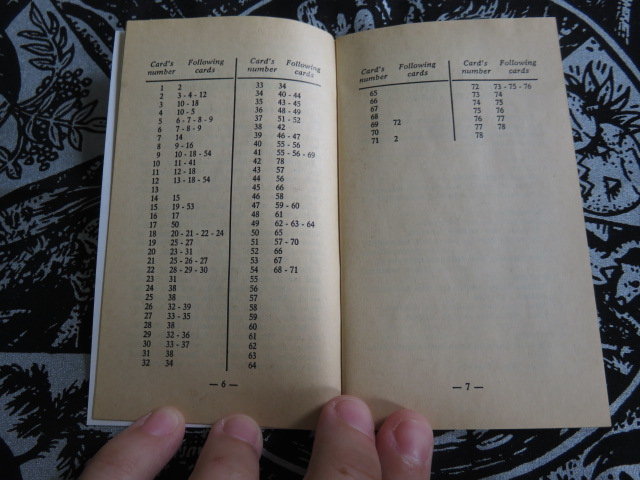 Card's Following
number cards
1 2
2 3 - 4 - 12
3 10 - 18
4 10 - 5
5 6 - 7 - 8 - 9
6 7 - 8 - 9
7 14
8 9 - 16
9 10 - 18 - 54
10 11 - 41
11 12 - 18
12 13 - 18 - 54
13
14 15
15 19 - 53
16 17
17 50
18 20 - 21 - 22 - 24
19 25 - 27
20 23 - 31
21 25 - 26 - 27
22 28 - 29 - 30
23 31
24 38
25 38
26 32 - 39
27 33 - 35
28 38
29 32 - 36
30 33 - 37
31 38
32 34
Card's Following
number cards
33 34
34 40 - 44
35 43 - 45
36 48 - 49
37 51 - 52
38 42
39 46 - 47
40 55 - 56
41 55 - 56 - 69
42 78
43 57
44 56
45 66
46 58
47 59 - 60
48 61
49 62 - 63 - 64
50 65
51 57 - 70
52 66
53 67
54 68 - 71
55
56
57
58
59
60
61
62
63
64
— 6 —
Card's Following
number cards
65
66
67
68
69 72
70
71 2
Card's Following
number cards
72 73 - 75 - 76
73 74
74 75
75 76
76 77
77 78
78
— 7 —